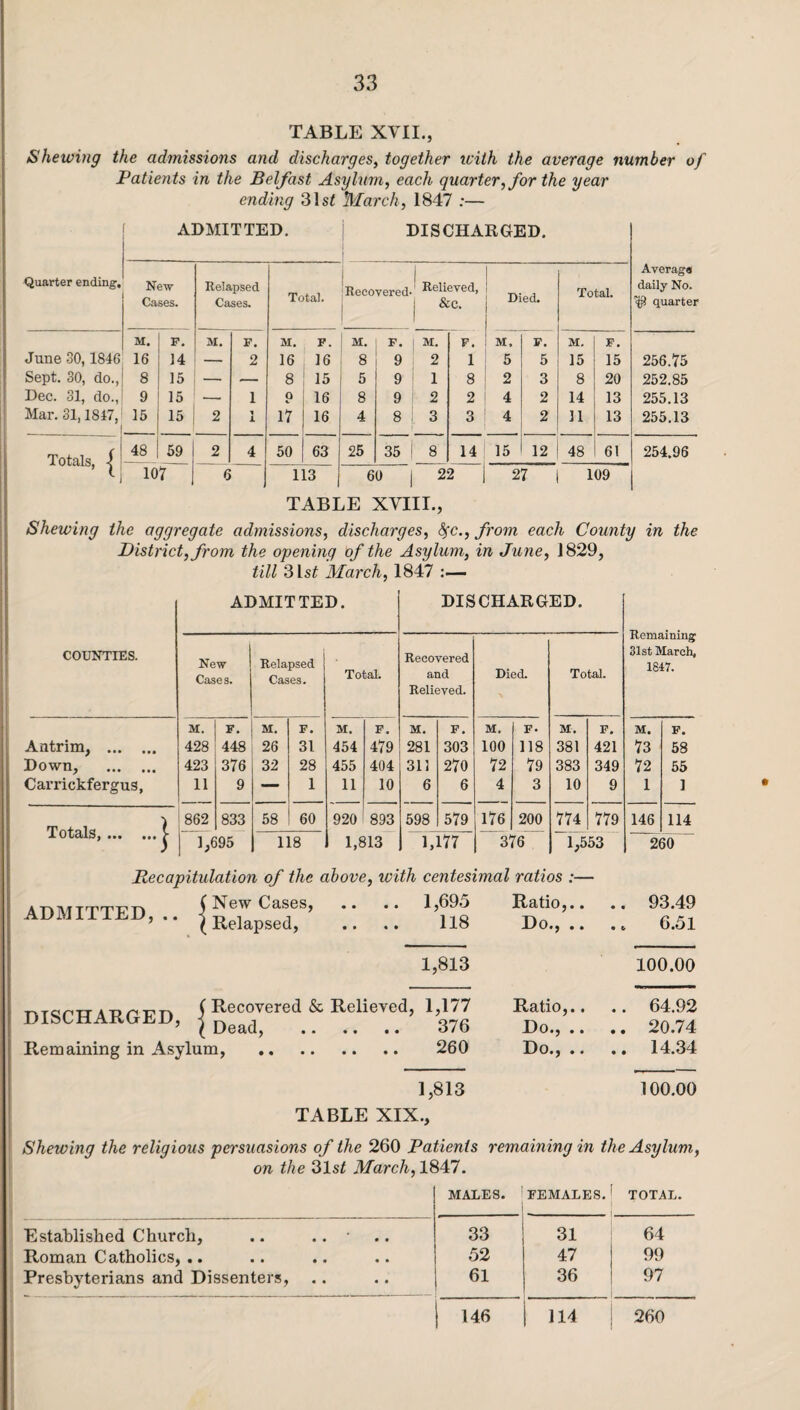 33
TABLE XVII.,
Shewing the admissions and discharges, together with the average number of
Patients in the Belfast Asylum, each quarter, for the year
ending 31st March, 1847 :—
ADMITTED. DISCHARGED.
Quarter ending, New Cases. Relapsed Cases. Total. Recovered. Relieved, &c. Died. Total. Average daily No. ⅌ quarter
M. F. M. F. M. F. M. F. M. F. M. F. M. F.
June 30, 1846 16 14 — 2 16 16 8 9 2 1 5 5 15 15 256.75
Sept. 30, do., 8 15 — — 8 15 5 9 1 8 2 3 8 20 252.85
Dec. 31, do., 9 15 — 1 9 16 8 9 2 2 4 2 14 13 255.13
Mar. 31, 1847, 15 15 2 1 17 16 4 8 3 3 4 2 11 13 255.13
Totals, { 48 59 2 4 50 63 25 35 8 14 15 12 48 61 254.96
107 6 113 60 22 27 109
TABLE XVIII.,
Shewing the aggregate admissions, discharges, &c., from each County in the
District, from the opening of the Asylum, in June, 1829,
till 31st March, 1847 :—
ADMITTED. DISCHARGED.
COUNTIES. New Cases. Relapsed Cases. Total. Recovered and Relieved. Died. Total. Remaining 31st March, 1847.
M. F. M. F. M. F. M. F. M. F. M. F. M. F.
Antrim, ... ... 428 448 26 31 454 479 281 303 100 118 381 421 73 58
Down, ... ... 423 376 32 28 455 404 311 270 72 79 383 349 72 55
Carrickfergus, 11 9 — 1 11 10 6 6 4 3 10 9 1 1
Totals, ... ... } 862 833 58 60 920 893 598 579 176 200 774 779 146 114
1,695 118 1,813 1,177 376 1,553 260
Recapitulation of the above, with centesimal ratios :—
ADMITTED, .. { New Cases, .. .. 1,695 Ratio,.. .. 93.49
{ Relapsed, .. .. 118 Do., .. .. 6.51
1,813 100.00
DISCHARGED, { Recovered & Relieved, 1,177 Ratio,.. .. 64.92
{ Dead, .. .. .. 376 Do., .. .. 20.74
Remaining in Asylum, .. .. .. .. 260 Do., .. .. 14.34
1,813 100.00
TABLE XIX.,
Shewing the religious persuasions of the 260 Patients remaining in the Asylum,
on the 31st March, 1847.
MALES. FEMALES. TOTAL.
Established Church, .. .. .. 33 31 64
Roman Catholics, .. .. .. .. 52 47 99
Presbyterians and Dissenters, .. .. 61 36 97
146 114 260